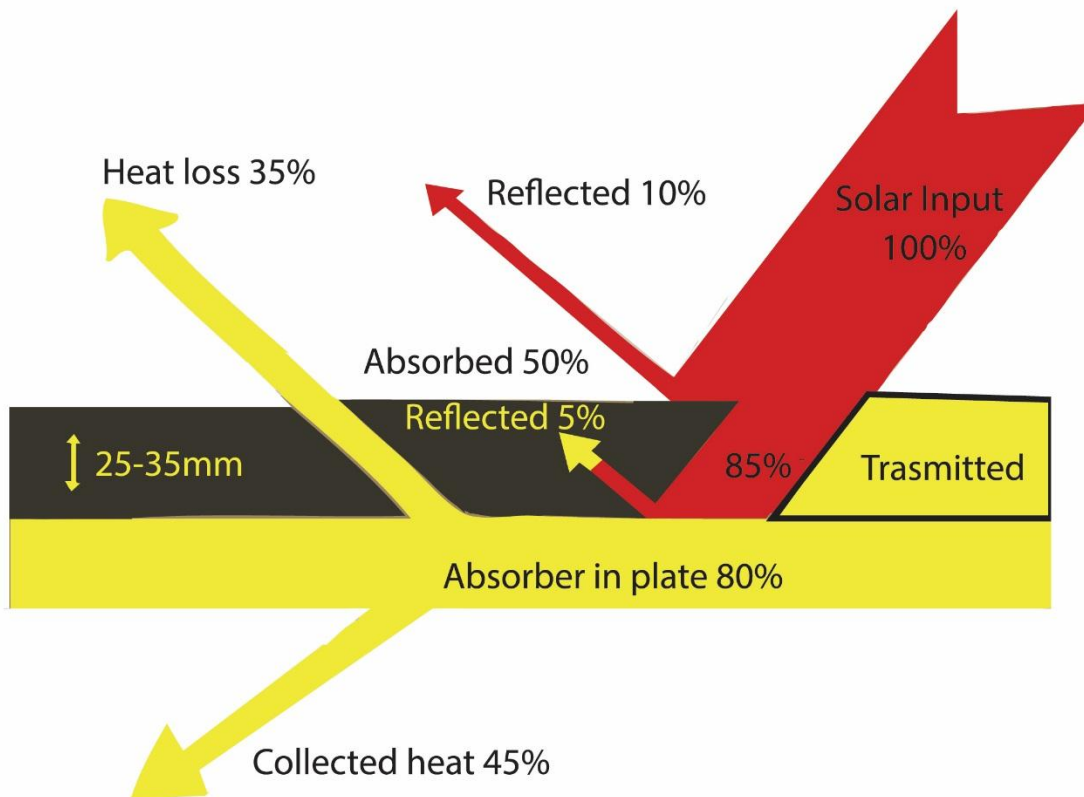 Heat loss 35%
Reflected 10%
Solar Input
100%
Absorbed 50%
Reflected 5%
25-35mm
85%
Trasmitted
Absorber in plate 80%
Collected heat 45%